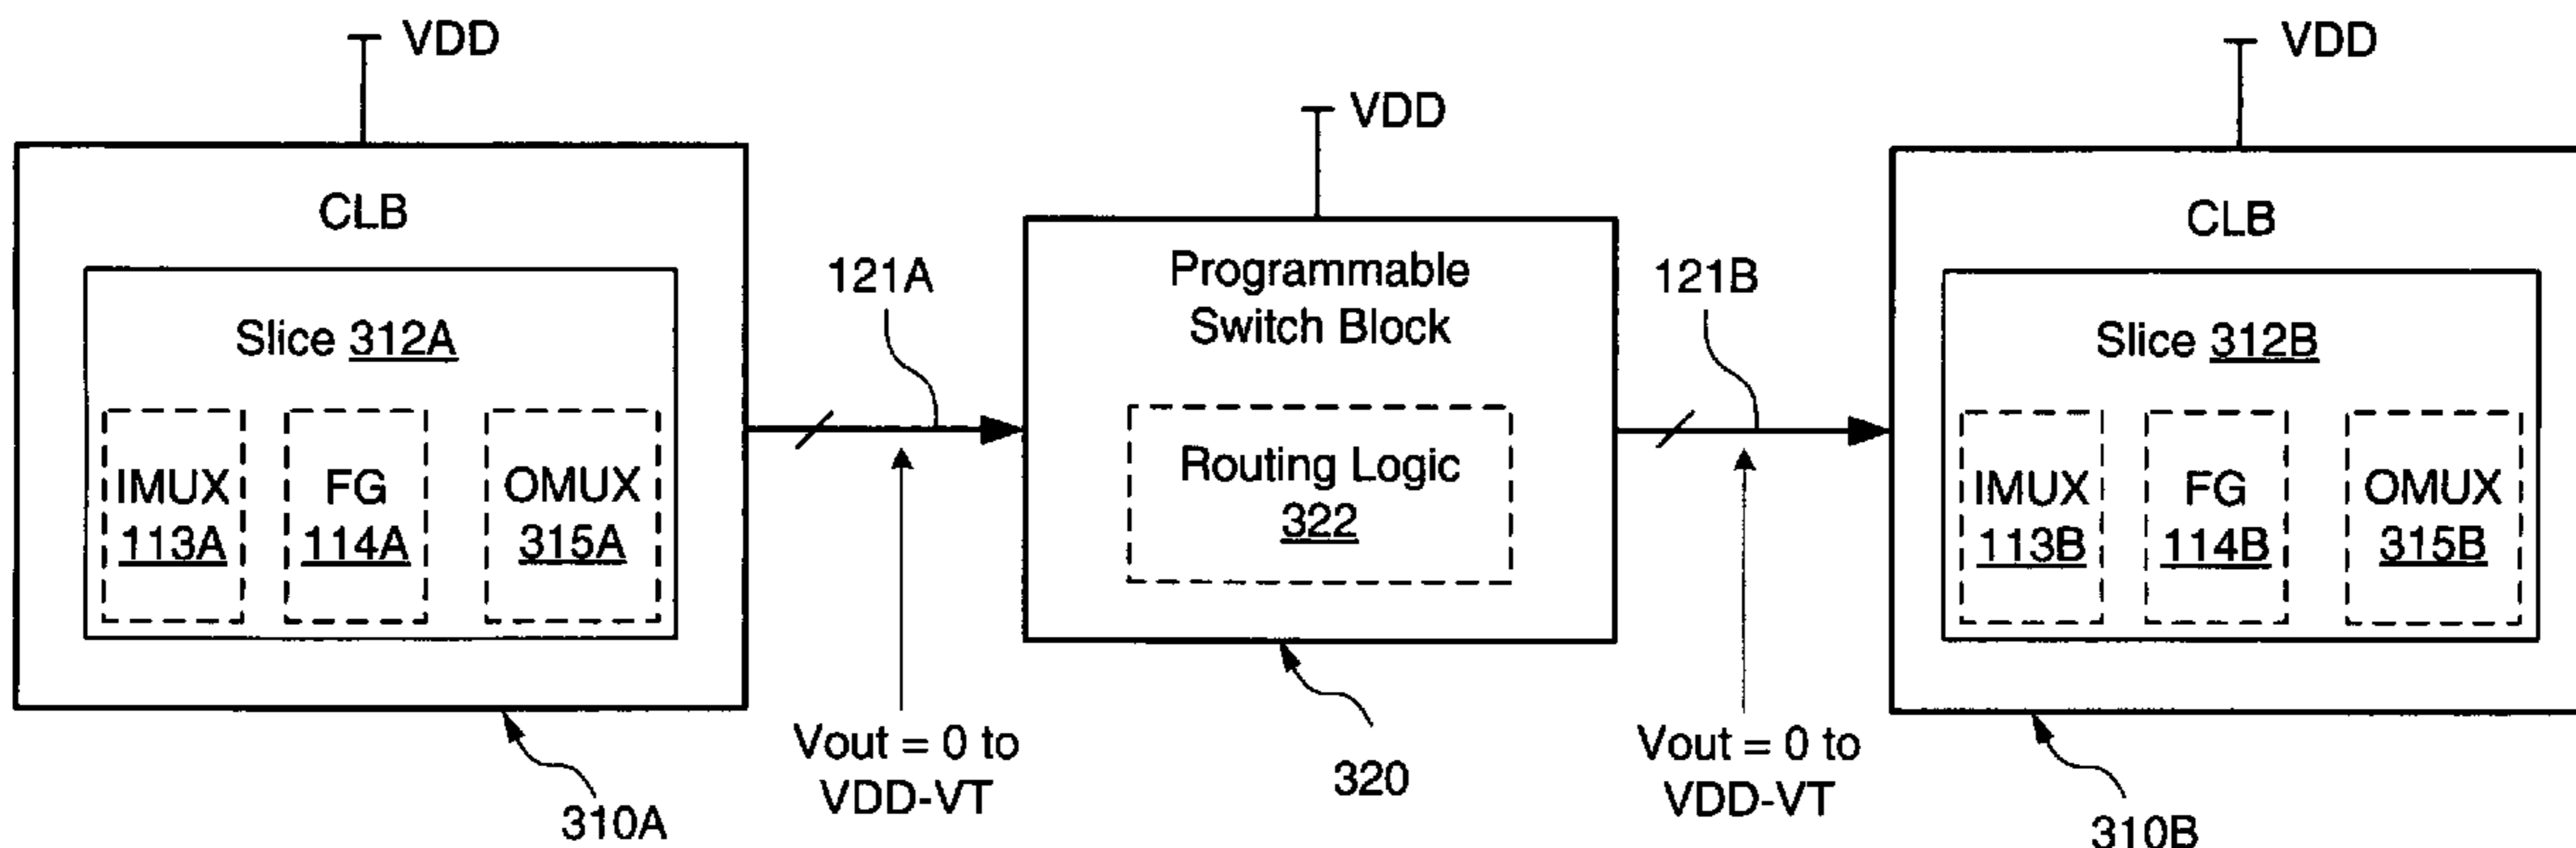 VDD
CLB
Slice 312A
IMUX
113A
FG
114A
OMUX
315A
310A
121A
Vout = 0 to
VDD-VT
VDD
Programmable
Switch Block
Routing Logic
322
320
121B
Vout = 0 to
VDD-VT
VDD
CLB
Slice 312B
IMUX
113B
FG
114B
OMUX
315B
310B